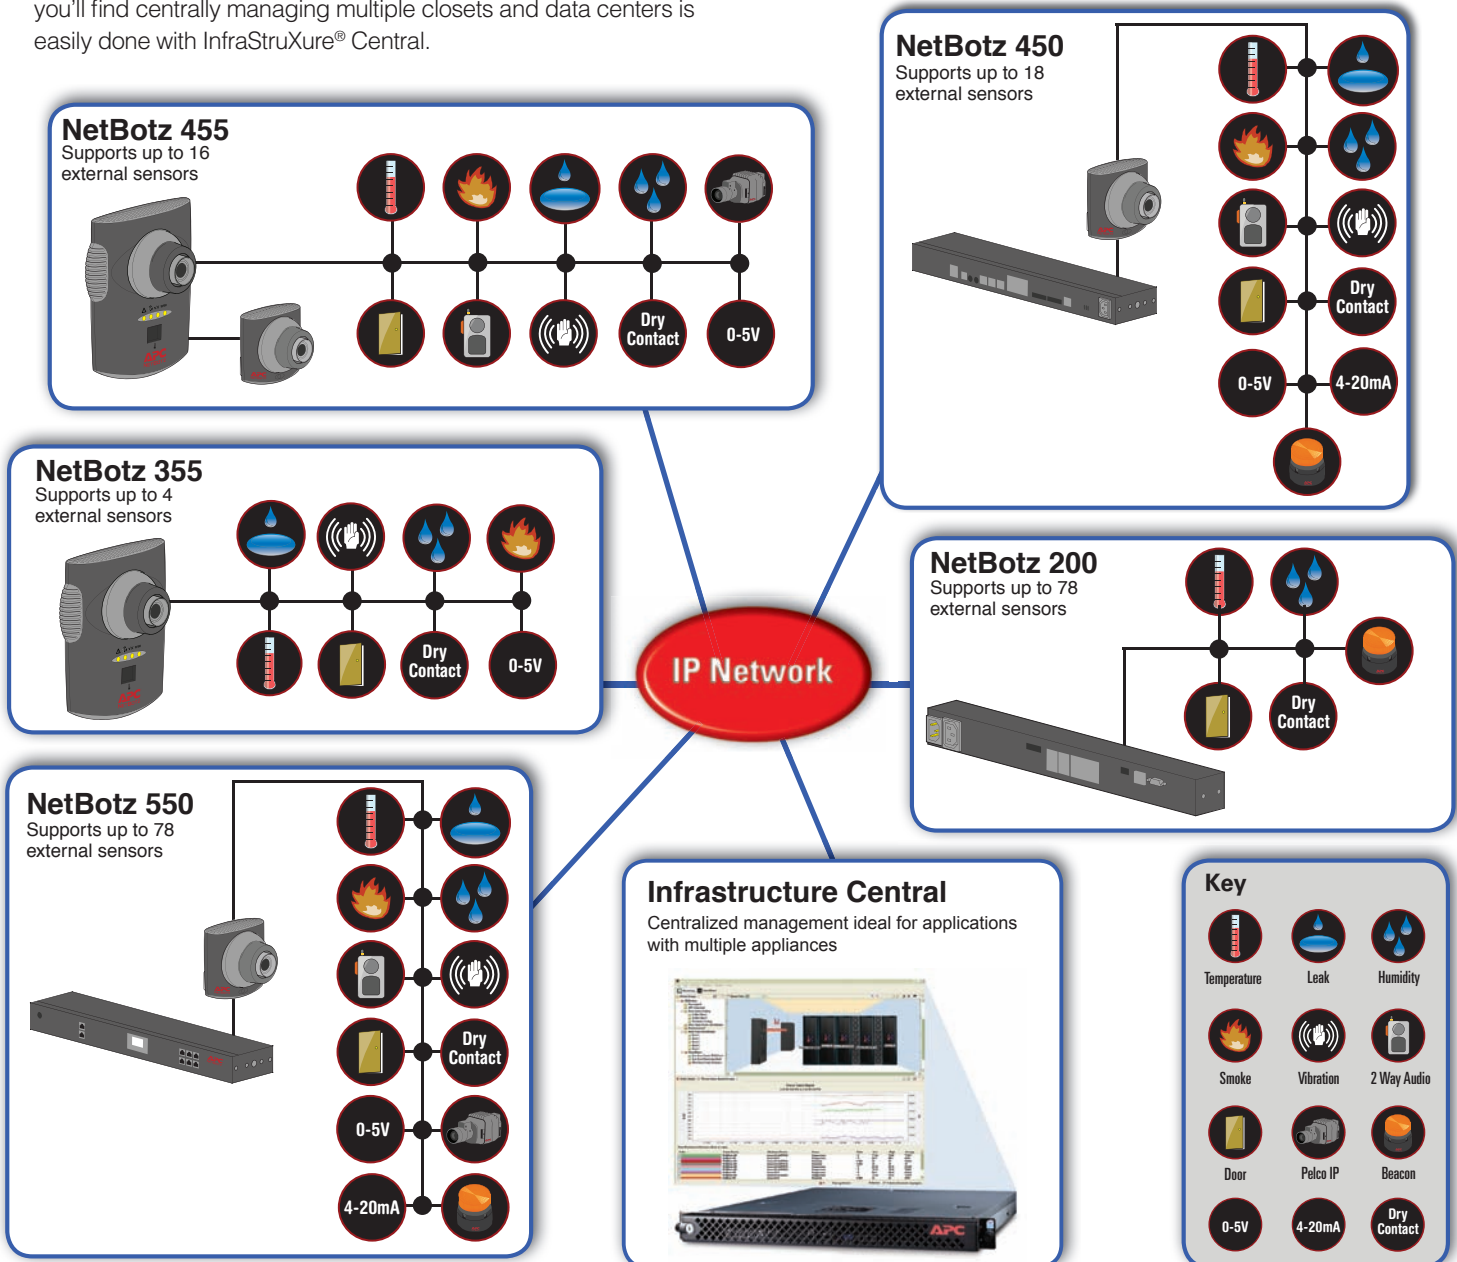 you'll find centrally managing multiple closets and data centers is
easily done with InfraStruXure® Central.
NetBotz 455
Supports up to 16
external sensors
Dry
Contact
0-5V
APC
NetBotz 450
Supports up to 18
external sensors
Dry
Contact
0-5V
4-20mA
NetBotz 355
Supports up to 4
external sensors
Dry
Contact
0-5V
APC
IP Network
NetBotz 200
Supports up to 78
external sensors
Dry
Contact
NetBotz 550
Supports up to 78
external sensors
Dry
Contact
0-5V
4-20mA
Infrastructure Central
Centralized management ideal for applications
with multiple appliances
APC
Key
Temperature
Leak
Humidity
Smoke
Vibration
2 Way Audio
Door
Pelco IP
Beacon
0-5V
4-20mA
Dry
Contact